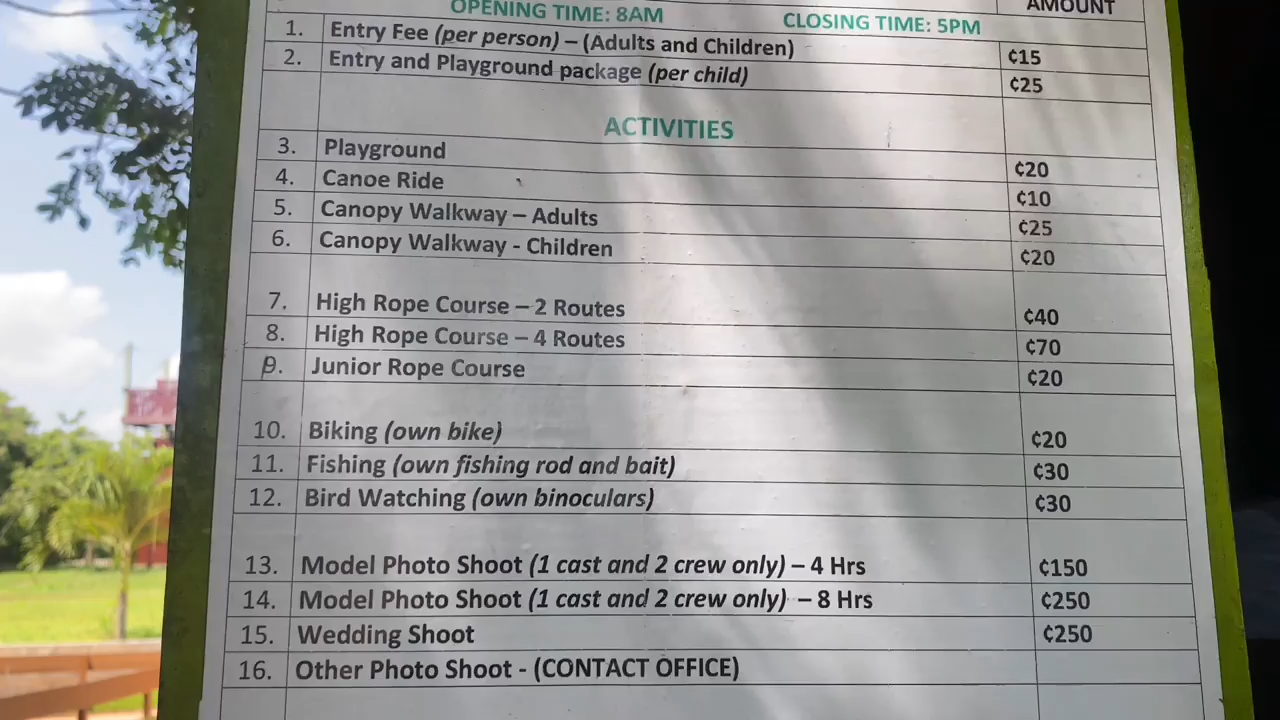 AMOUNT
OPENING TIME: 8AM CLOSING TIME: 5PM
1. Entry Fee (per person) – (Adults and Children) ¢15
2. Entry and Playground package (per child) ¢25
ACTIVITIES
3. Playground ¢20
4. Canoe Ride ¢10
5. Canopy Walkway – Adults ¢25
6. Canopy Walkway - Children ¢20
7. High Rope Course – 2 Routes ¢40
8. High Rope Course – 4 Routes ¢70
9. Junior Rope Course ¢20
10. Biking (own bike) ¢20
11. Fishing (own fishing rod and bait) ¢30
12. Bird Watching (own binoculars) ¢30
13. Model Photo Shoot (1 cast and 2 crew only) – 4 Hrs ¢150
14. Model Photo Shoot (1 cast and 2 crew only) – 8 Hrs ¢250
15. Wedding Shoot ¢250
16. Other Photo Shoot - (CONTACT OFFICE)